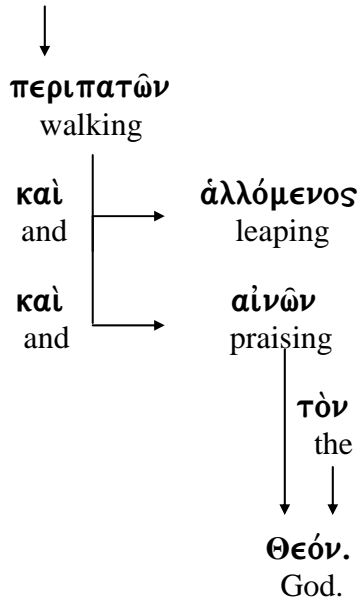 περιπατῶν
walking
καὶ ἁλλόμενος
and leaping
καὶ αἰνῶν
and praising
τὸν
the
Θεόν.
God.